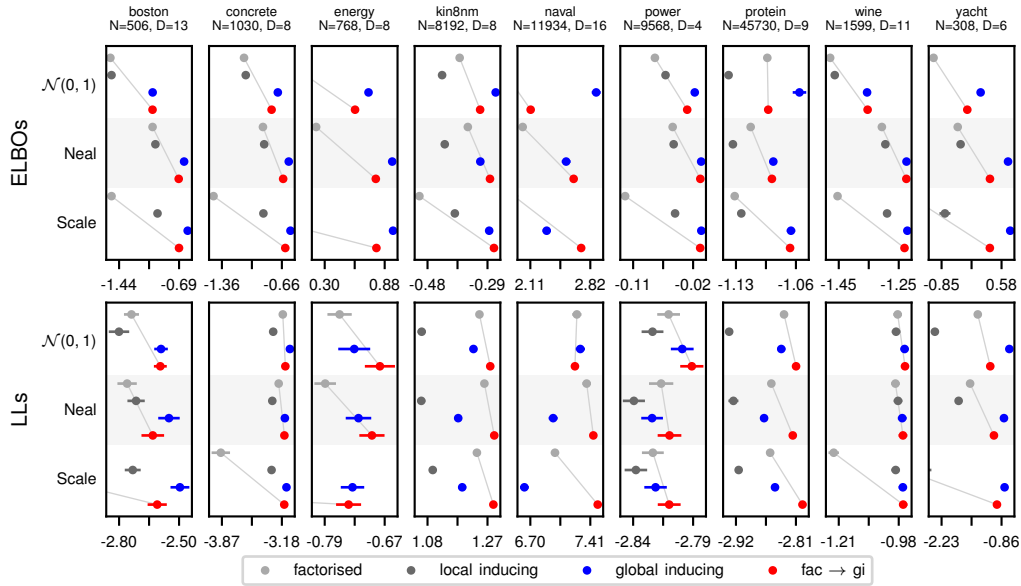 boston concrete energy kin8nm naval power protein wine yacht
N=506, D=13 N=1030, D=8 N=768, D=8 N=8192, D=8 N=11934, D=16 N=9568, D=4 N=45730, D=9 N=1599, D=11 N=308, D=6
ELBOs
𝒩(0, 1)
Neal
Scale
-1.44 -0.69 -1.36 -0.66 0.30 0.88 -0.48 -0.29 2.11 2.82 -0.11 -0.02 -1.13 -1.06 -1.45 -1.25 -0.85 0.58
LLs
𝒩(0, 1)
Neal
Scale
-2.80 -2.50 -3.87 -3.18 -0.79 -0.67 1.08 1.27 6.70 7.41 -2.84 -2.79 -2.92 -2.81 -1.21 -0.98 -2.23 -0.86
factorised local inducing global inducing fac → gi